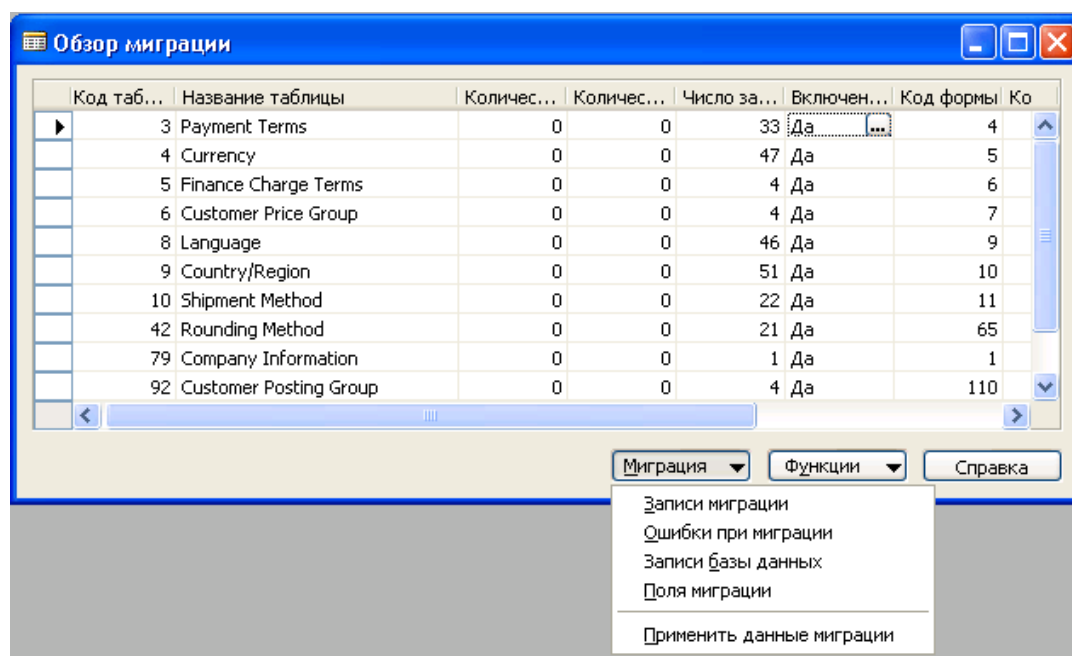 Обзор миграции
Код таб... Название таблицы Количес... Количес... Число за... Включен... Код формы Ко
3 Payment Terms 0 0 33 Да ... 4
4 Currency 0 0 47 Да 5
5 Finance Charge Terms 0 0 4 Да 6
6 Customer Price Group 0 0 4 Да 7
8 Language 0 0 46 Да 9
9 Country/Region 0 0 51 Да 10
10 Shipment Method 0 0 22 Да 11
42 Rounding Method 0 0 21 Да 65
79 Company Information 0 0 1 Да 1
92 Customer Posting Group 0 0 4 Да 110
Миграция Функции Справка
Записи миграции
Ошибки при миграции
Записи базы данных
Поля миграции
Применить данные миграции